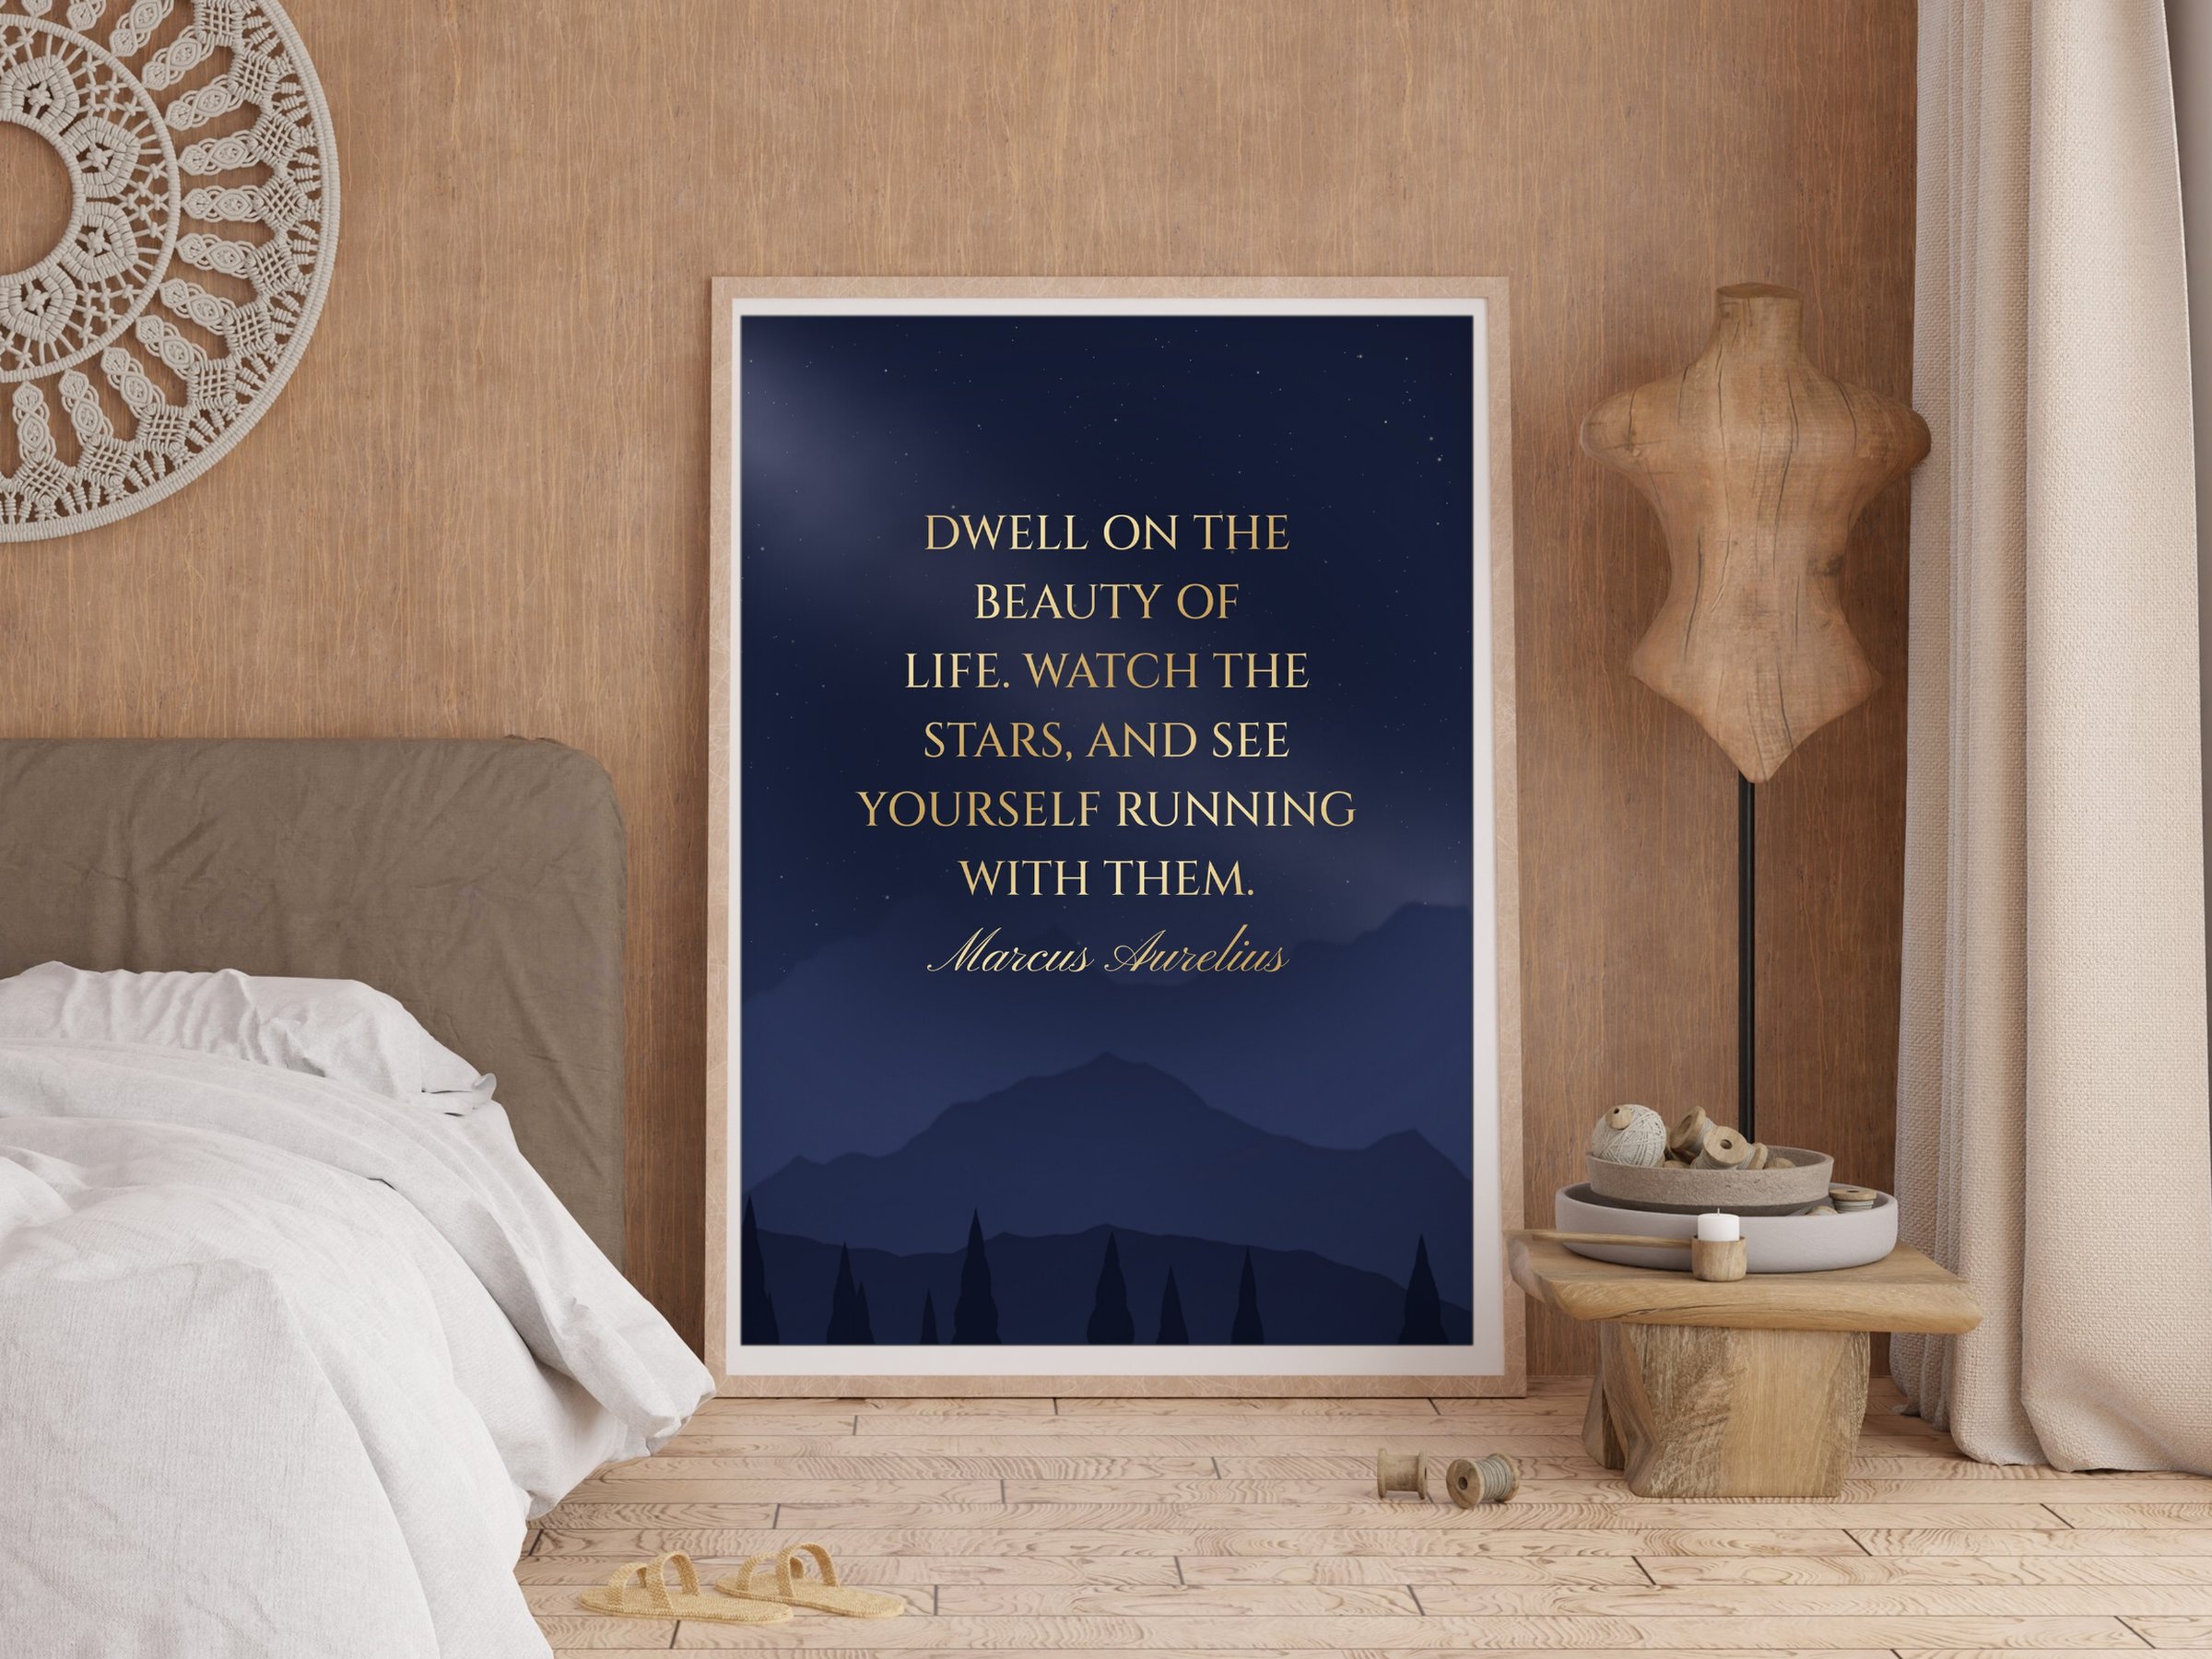 DWELL ON THE
BEAUTY OF
LIFE. WATCH THE
STARS, AND SEE
YOURSELF RUNNING
WITH THEM.
Marcus Aurelius